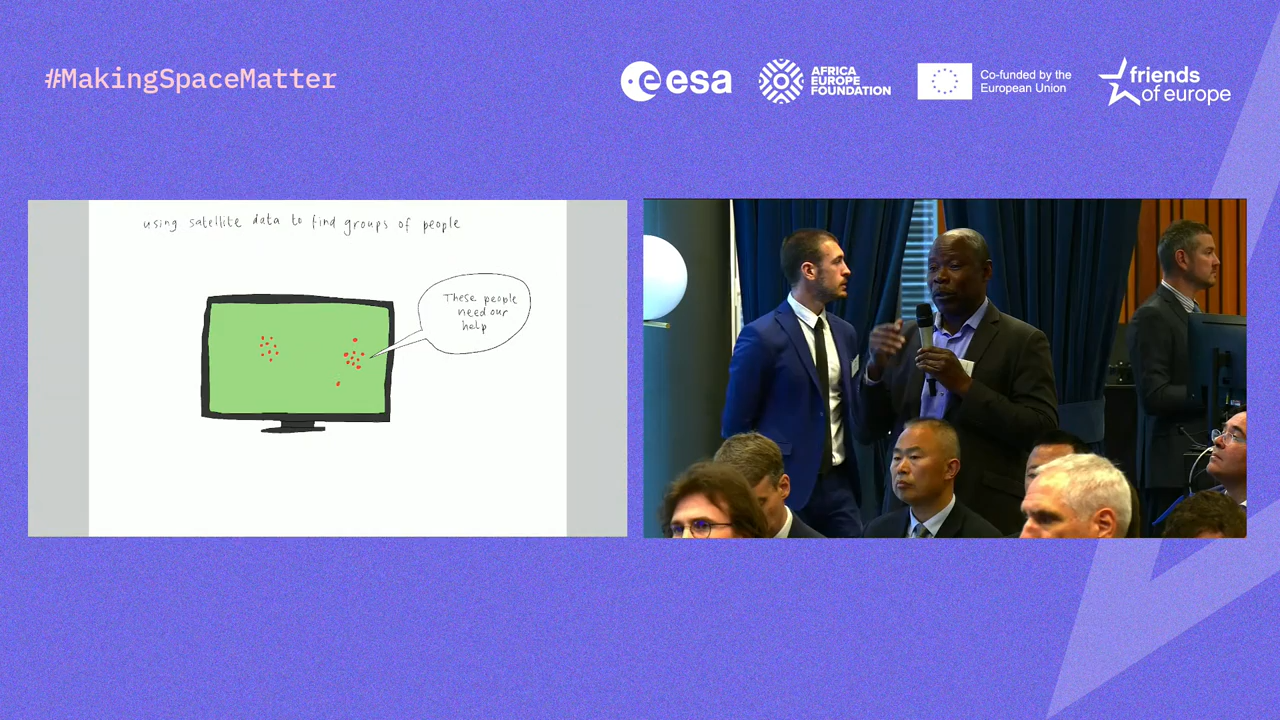 #MakingSpaceMatter
esa
AFRICA
EUROPE
FOUNDATION
Co-funded by the
European Union
friends
of europe
using satellite data to find groups of people
These people
need our
help